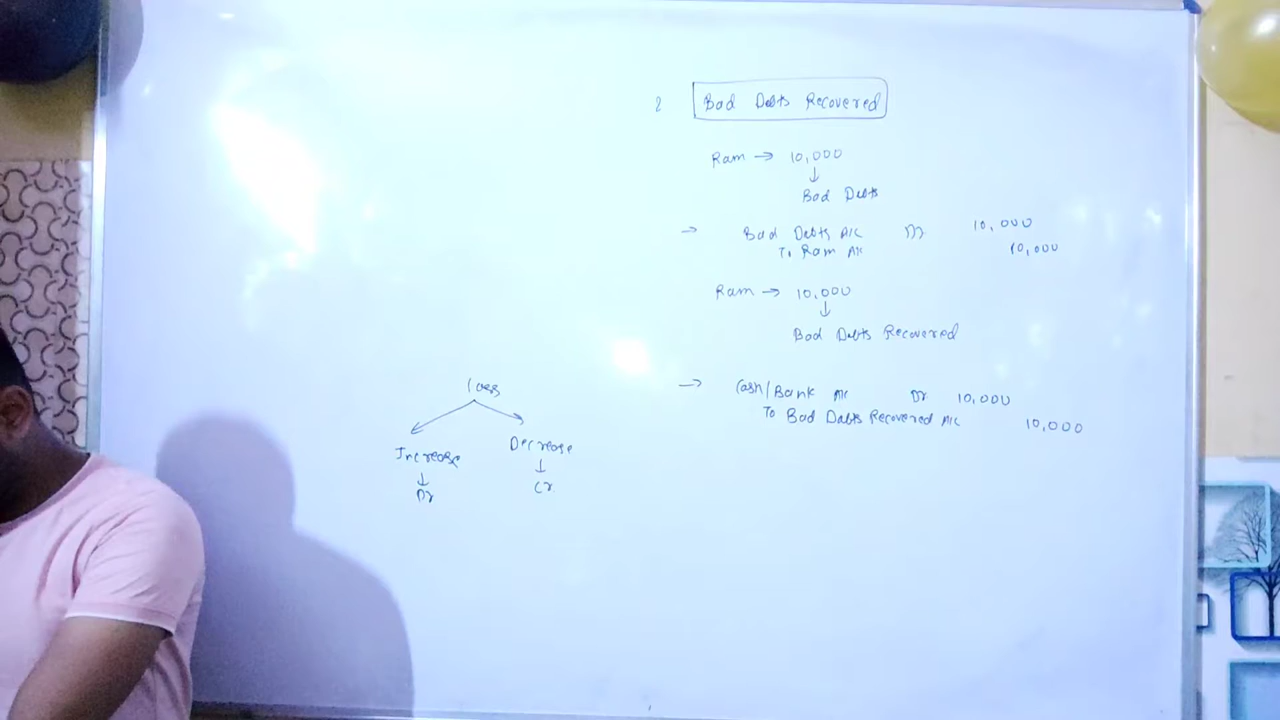 2 Bad Debts Recovered
Ram → 10,000
↓
Bad Debts
→ Bad Debts A/c Dr 10,000
To Ram A/c 10,000
Ram → 10,000
↓
Bad Debts Recovered
→ Cash/Bank A/c Dr 10,000
To Bad Debts Recovered A/c 10,000
loss
Increase Decrease
↓ ↓
Dr Cr